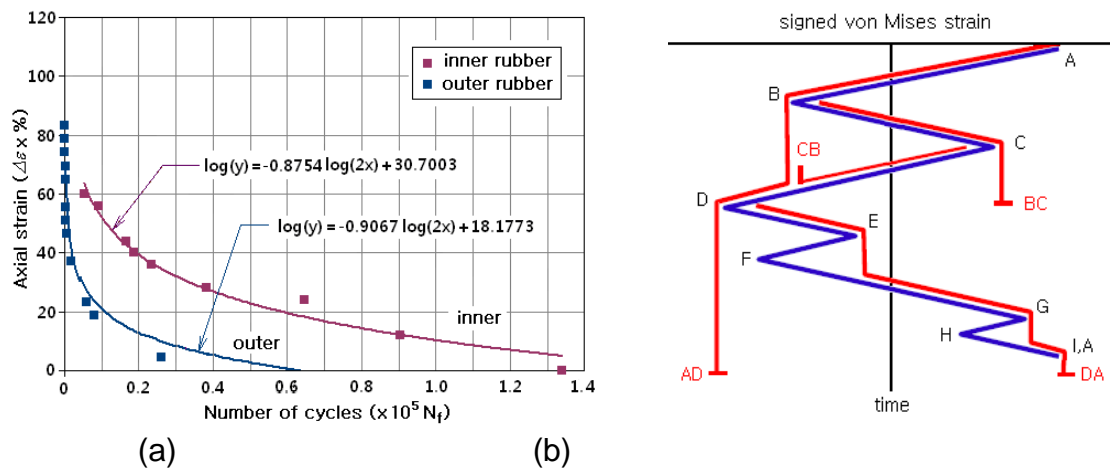 120
100
80
60
40
20
0
Axial strain (Δε x %)
inner rubber
outer rubber
log(y)=-0.8754 log(2x)+30.7003
log(y)=-0.9067 log(2x)+18.1773
inner
outer
0 0.2 0.4 0.6 0.8 1.0 1.2 1.4
Number of cycles (x10⁵ Nf)
(a)
signed von Mises strain
A
B
C
CB
D
BC
E
F
G
H
I,A
AD
DA
time
(b)